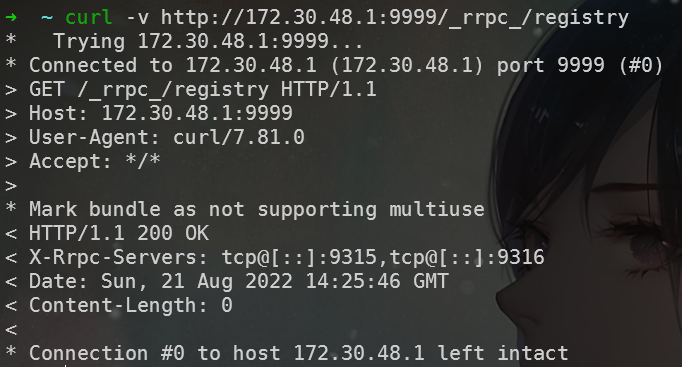 → ~ curl -v http://172.30.48.1:9999/_rrpc_/registry
*   Trying 172.30.48.1:9999...
* Connected to 172.30.48.1 (172.30.48.1) port 9999 (#0)
> GET /_rrpc_/registry HTTP/1.1
> Host: 172.30.48.1:9999
> User-Agent: curl/7.81.0
> Accept: */*
>
* Mark bundle as not supporting multiuse
< HTTP/1.1 200 OK
< X-Rrpc-Servers: tcp@[::]:9315,tcp@[::]:9316
< Date: Sun, 21 Aug 2022 14:25:46 GMT
< Content-Length: 0
<
* Connection #0 to host 172.30.48.1 left intact